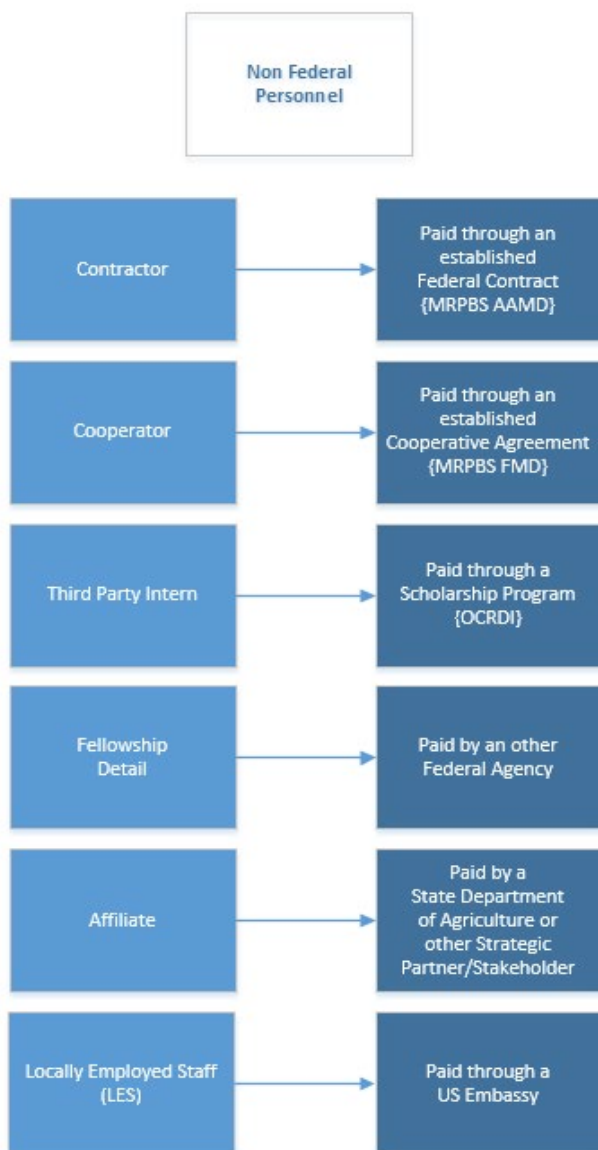 Non Federal
Personnel
Contractor
Paid through an
established
Federal Contract
{MRPBS AAMD}
Cooperator
Paid through an
established
Cooperative Agreement
{MRPBS FMD}
Third Party Intern
Paid through a
Scholarship Program
{OCRDI}
Fellowship
Detail
Paid by an other
Federal Agency
Affiliate
Paid by a
State Department
of Agriculture or
other Strategic
Partner/Stakeholder
Locally Employed Staff
(LES)
Paid through a
US Embassy